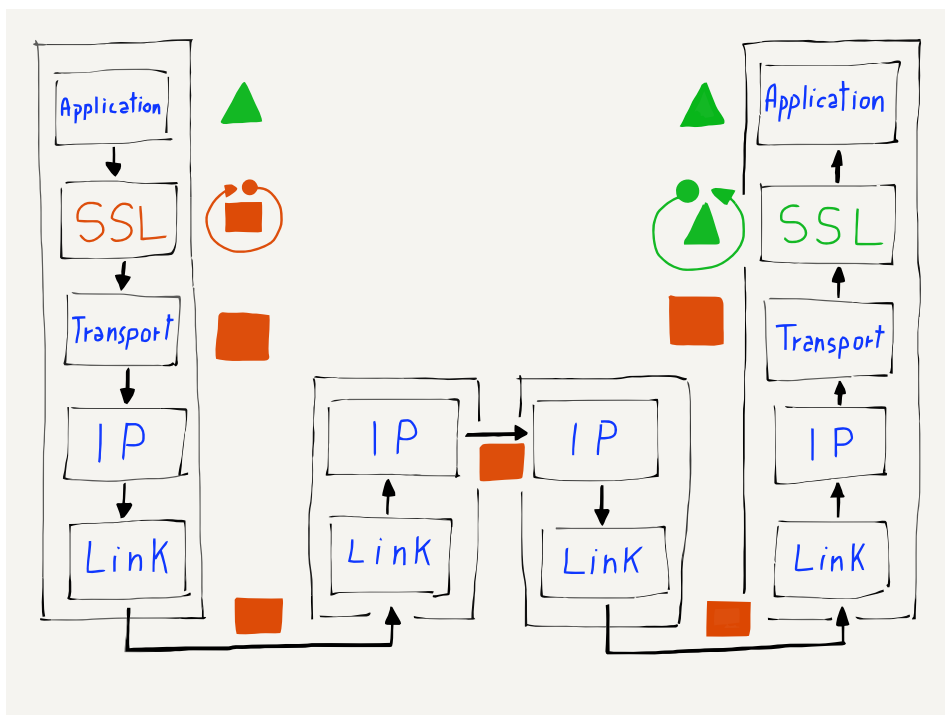 Application
SSL
Transport
IP
Link
IP
Link
IP
Link
Application
SSL
Transport
IP
Link